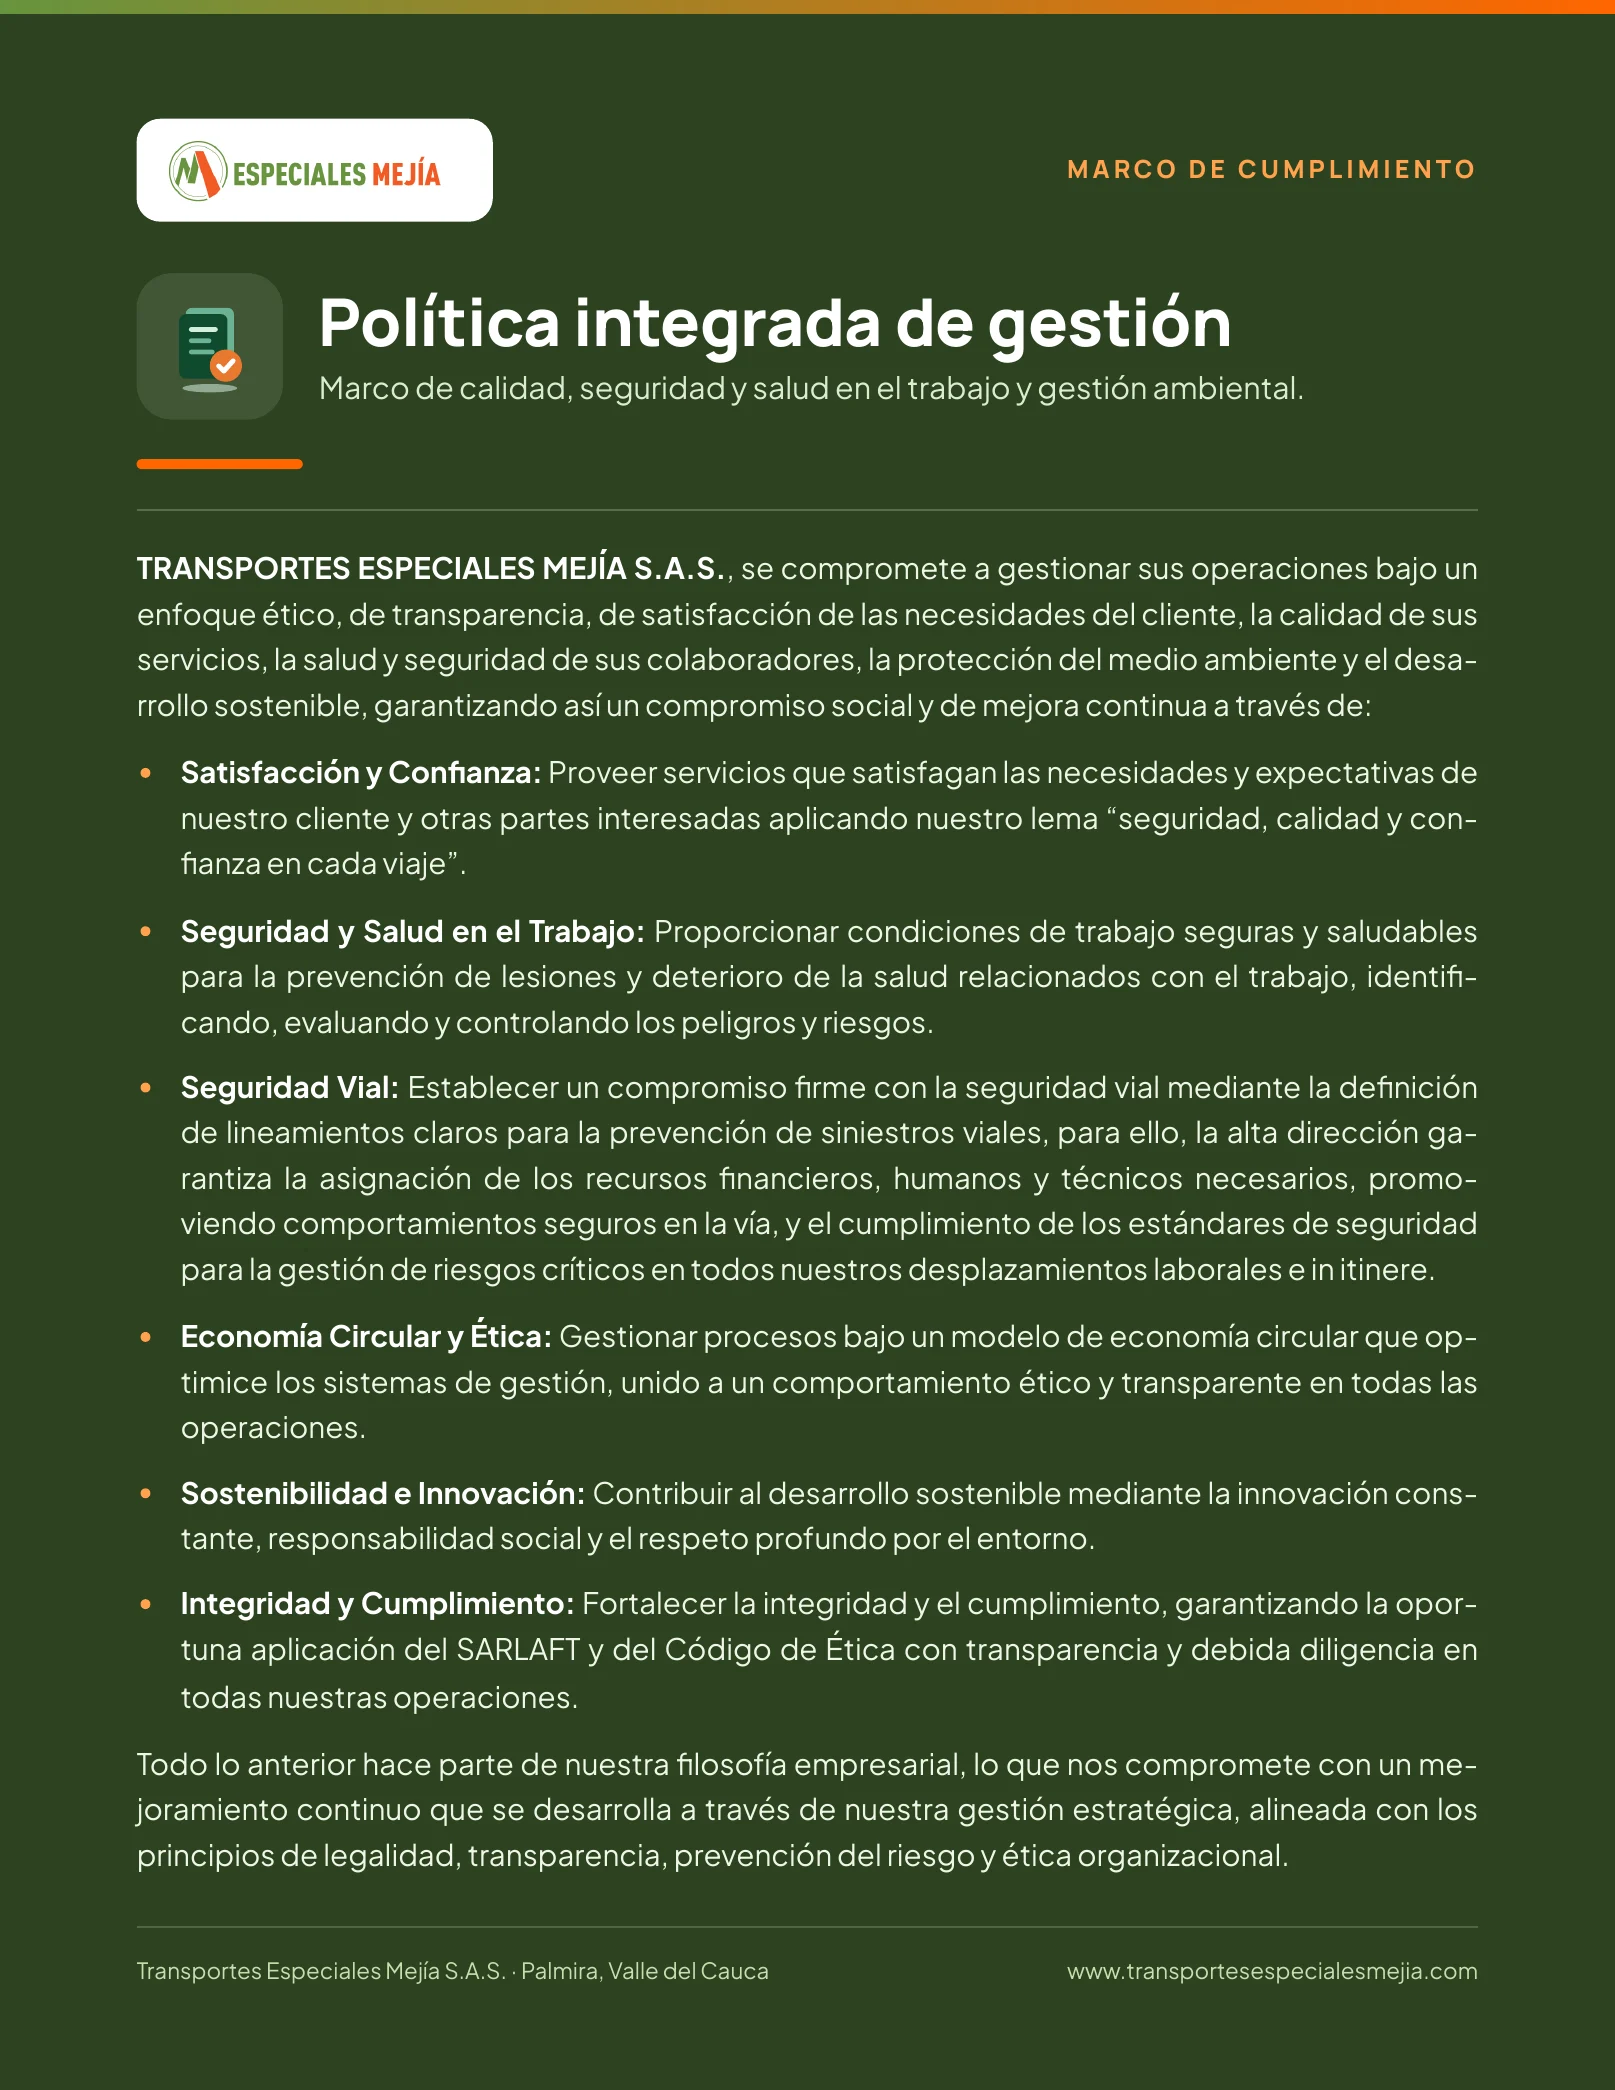 ESPECIALES MEJÍA
MARCO DE CUMPLIMIENTO
Política integrada de gestión
Marco de calidad, seguridad y salud en el trabajo y gestión ambiental.
TRANSPORTES ESPECIALES MEJÍA S.A.S., se compromete a gestionar sus operaciones bajo un
enfoque ético, de transparencia, de satisfacción de las necesidades del cliente, la calidad de sus
servicios, la salud y seguridad de sus colaboradores, la protección del medio ambiente y el desa-
rrollo sostenible, garantizando así un compromiso social y de mejora continua a través de:
• Satisfacción y Confianza: Proveer servicios que satisfagan las necesidades y expectativas de
nuestro cliente y otras partes interesadas aplicando nuestro lema “seguridad, calidad y con-
fianza en cada viaje”.
• Seguridad y Salud en el Trabajo: Proporcionar condiciones de trabajo seguras y saludables
para la prevención de lesiones y deterioro de la salud relacionados con el trabajo, identifi-
cando, evaluando y controlando los peligros y riesgos.
• Seguridad Vial: Establecer un compromiso firme con la seguridad vial mediante la definición
de lineamientos claros para la prevención de siniestros viales, para ello, la alta dirección ga-
rantiza la asignación de los recursos financieros, humanos y técnicos necesarios, promo-
viendo comportamientos seguros en la vía, y el cumplimiento de los estándares de seguridad
para la gestión de riesgos críticos en todos nuestros desplazamientos laborales e in itinere.
• Economía Circular y Ética: Gestionar procesos bajo un modelo de economía circular que op-
timice los sistemas de gestión, unido a un comportamiento ético y transparente en todas las
operaciones.
• Sostenibilidad e Innovación: Contribuir al desarrollo sostenible mediante la innovación cons-
tante, responsabilidad social y el respeto profundo por el entorno.
• Integridad y Cumplimiento: Fortalecer la integridad y el cumplimiento, garantizando la opor-
tuna aplicación del SARLAFT y del Código de Ética con transparencia y debida diligencia en
todas nuestras operaciones.
Todo lo anterior hace parte de nuestra filosofía empresarial, lo que nos compromete con un me-
joramiento continuo que se desarrolla a través de nuestra gestión estratégica, alineada con los
principios de legalidad, transparencia, prevención del riesgo y ética organizacional.
Transportes Especiales Mejía S.A.S. · Palmira, Valle del Cauca
www.transportesespecialesmejia.com